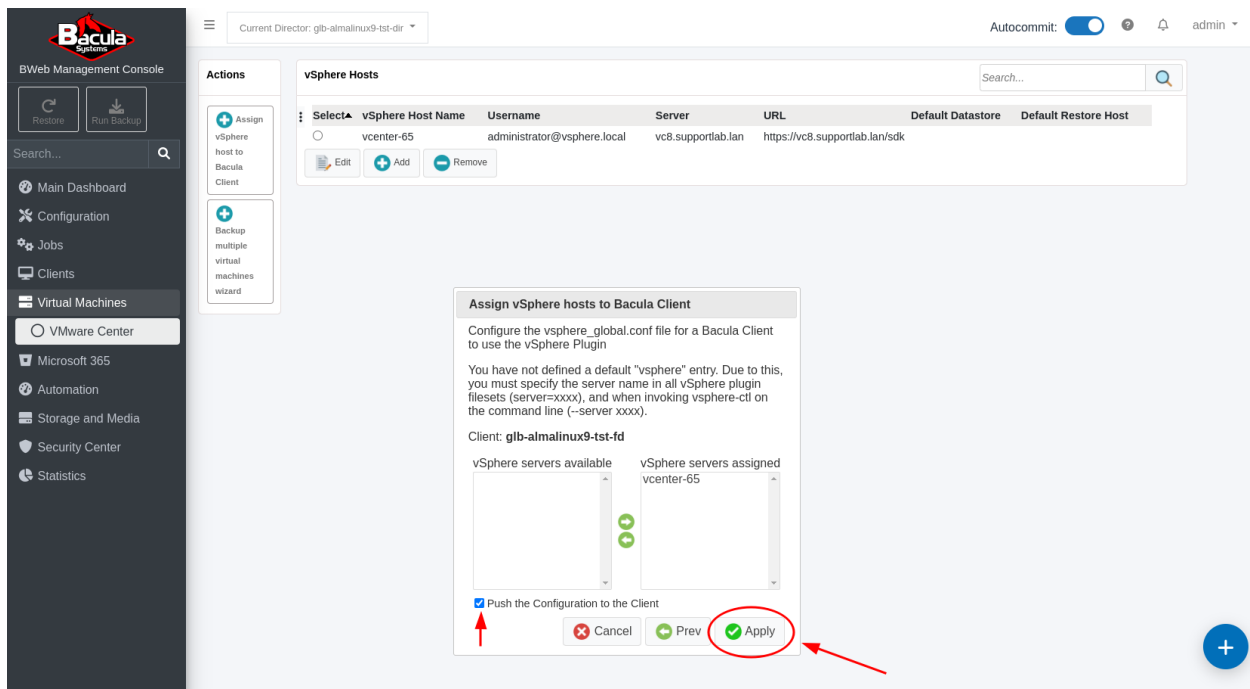 Bacula
Systems
BWeb Management Console
Restore
Run Backup
Search...
Main Dashboard
Configuration
Jobs
Clients
Virtual Machines
VMware Center
Microsoft 365
Automation
Storage and Media
Security Center
Statistics
Current Director: glb-almalinux9-tst-dir
Autocommit:
admin
Actions
Assign
vSphere
host to
Bacula
Client
Backup
multiple
virtual
machines
wizard
vSphere Hosts
Search...
Select vSphere Host Name Username Server URL Default Datastore Default Restore Host
vcenter-65 administrator@vsphere.local vc8.supportlab.lan https://vc8.supportlab.lan/sdk
Edit Add Remove
Assign vSphere hosts to Bacula Client
Configure the vsphere_global.conf file for a Bacula Client
to use the vSphere Plugin
You have not defined a default "vsphere" entry. Due to this,
you must specify the server name in all vSphere plugin
filesets (server=xxxx), and when invoking vsphere-ctl on
the command line (--server xxxx).
Client: glb-almalinux9-tst-fd
vSphere servers available vSphere servers assigned
vcenter-65
Push the Configuration to the Client
Cancel Prev Apply